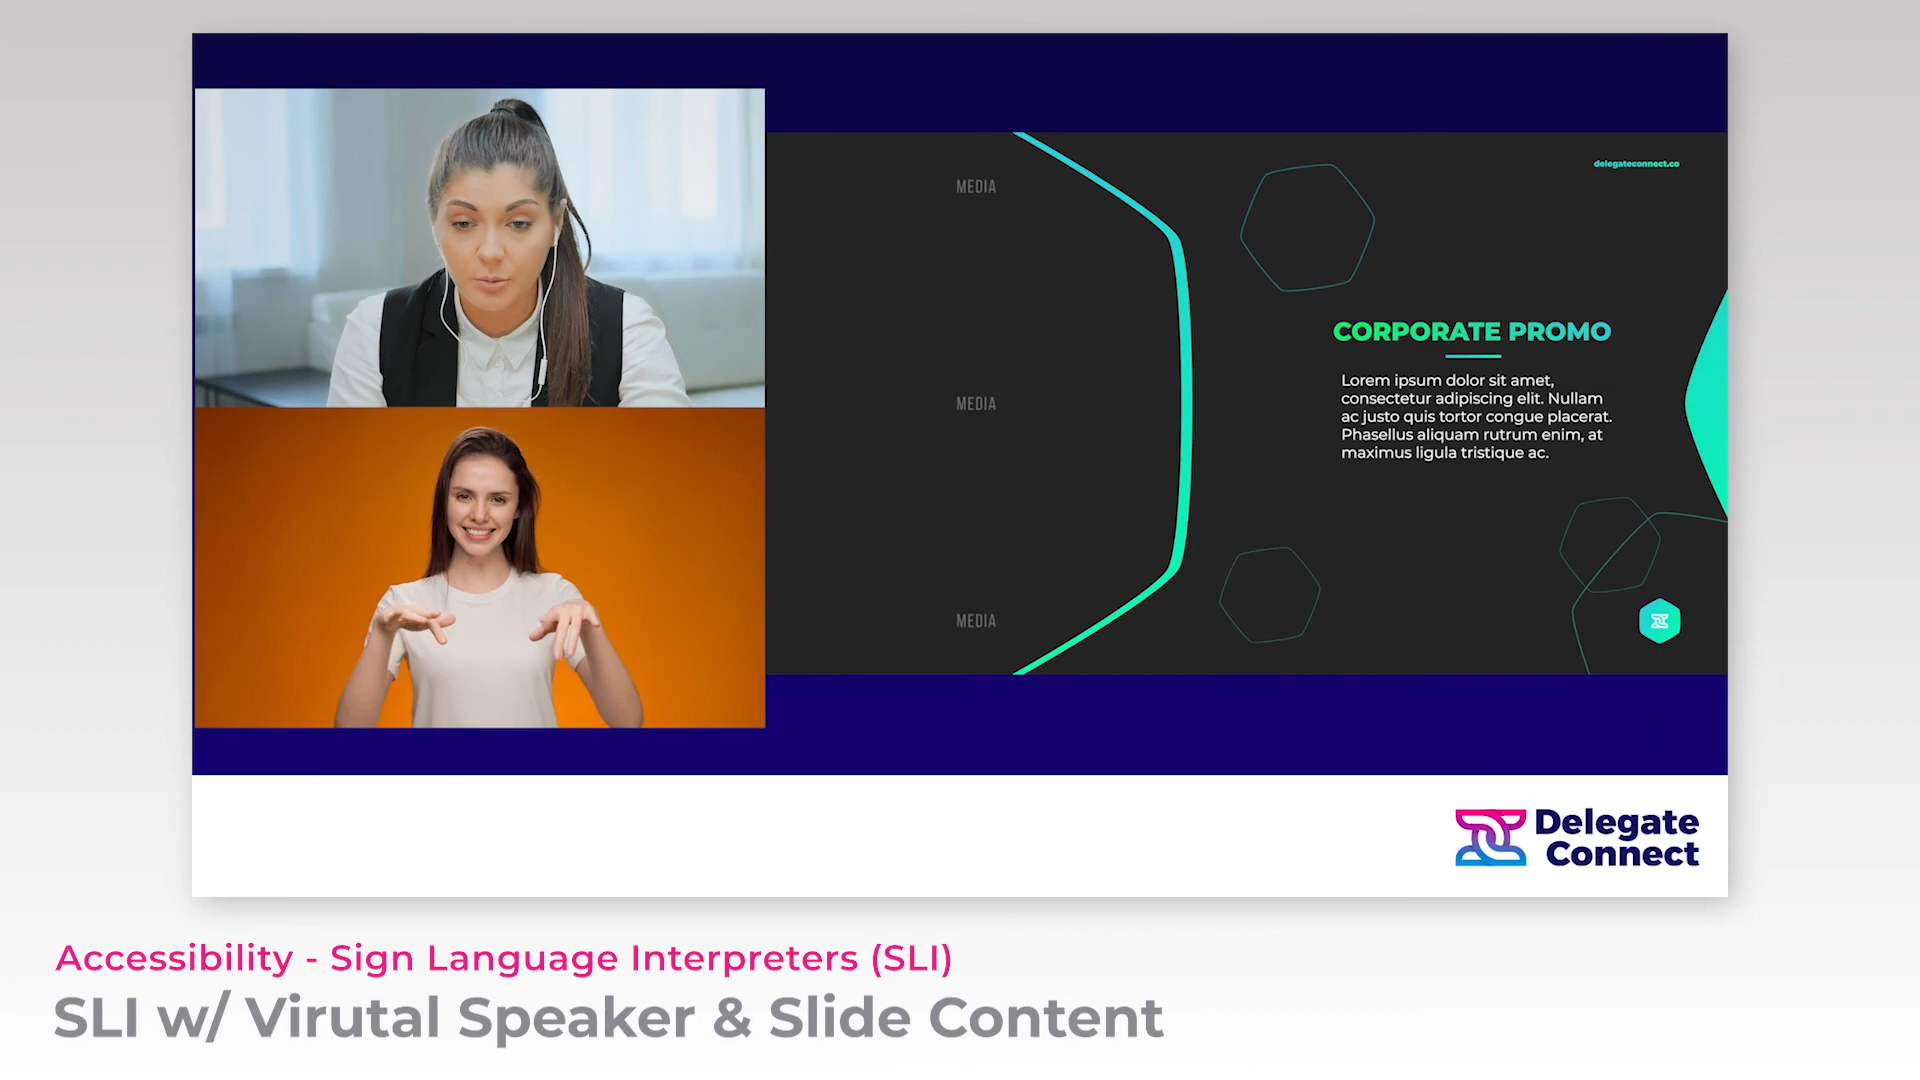 delegateconnect.co
MEDIA
MEDIA
MEDIA
CORPORATE PROMO
Lorem ipsum dolor sit amet,
consectetur adipiscing elit. Nullam
ac justo quis tortor congue placerat.
Phasellus aliquam rutrum enim, at
maximus ligula tristique ac.
Delegate
Connect
Accessibility - Sign Language Interpreters (SLI)
SLI w/ Virutal Speaker & Slide Content